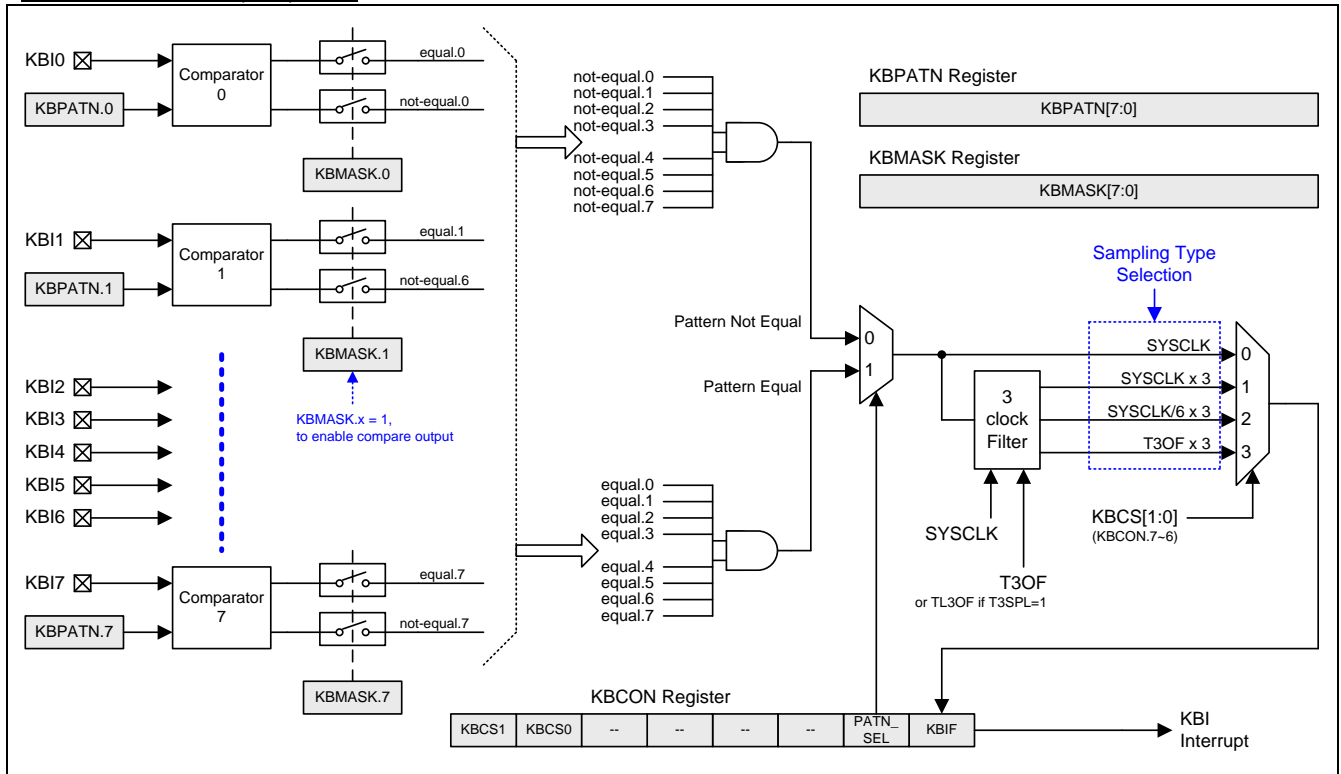 KBI0
Comparator
0
equal.0
KBPATN.0
not-equal.0
KBMASK.0
KBI1
Comparator
1
equal.1
KBPATN.1
not-equal.6
KBMASK.1
KBMASK.x = 1,
to enable compare output
KBI2
KBI3
KBI4
KBI5
KBI6
KBI7
Comparator
7
equal.7
KBPATN.7
not-equal.7
KBMASK.7
not-equal.0
not-equal.1
not-equal.2
not-equal.3
not-equal.4
not-equal.5
not-equal.6
not-equal.7
equal.0
equal.1
equal.2
equal.3
equal.4
equal.5
equal.6
equal.7
Pattern Not Equal
Pattern Equal
0
1
KBPATN Register
KBPATN[7:0]
KBMASK Register
KBMASK[7:0]
Sampling Type
Selection
3
clock
Filter
SYSCLK
SYSCLK x 3
SYSCLK/6 x 3
T3OF x 3
0
1
2
3
SYSCLK
T3OF
or TL3OF if T3SPL=1
KBCS[1:0]
(KBCON.7~6)
KBCON Register
KBCS1 KBCS0 -- -- -- -- PATN_
SEL KBIF
KBI
Interrupt